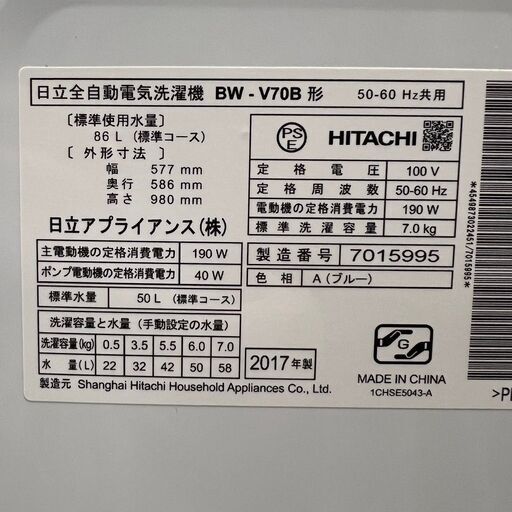 日立全自動電気洗濯機 BW-V70B 形 50-60 Hz共用
〔標準使用水量〕
86 L (標準コース)
〔外形寸法〕
幅 577 mm
奥行 586 mm
高さ 980 mm
日立アプライアンス(株)
主電動機の定格消費電力 190 W
ポンプ電動機の定格消費電力 40 W
標準水量 50 L (標準コース)
洗濯容量と水量 (手動設定の水量)
洗濯容量(kg) 0.5 3.5 5.5 6.0 7.0
水量(L) 22 32 42 50 58
製造元 Shanghai Hitachi Household Appliances Co., Ltd.
PS
E
HITACHI
定格電圧 100 V
定格周波数 50-60 Hz
電動機の定格消費電力 190 W
標準洗濯容量 7.0kg
製造番号 7015995
色相 A (ブルー)
2017年製
G
MADE IN CHINA
1CHSE5043-A
*4549873022451/7015995*
>P